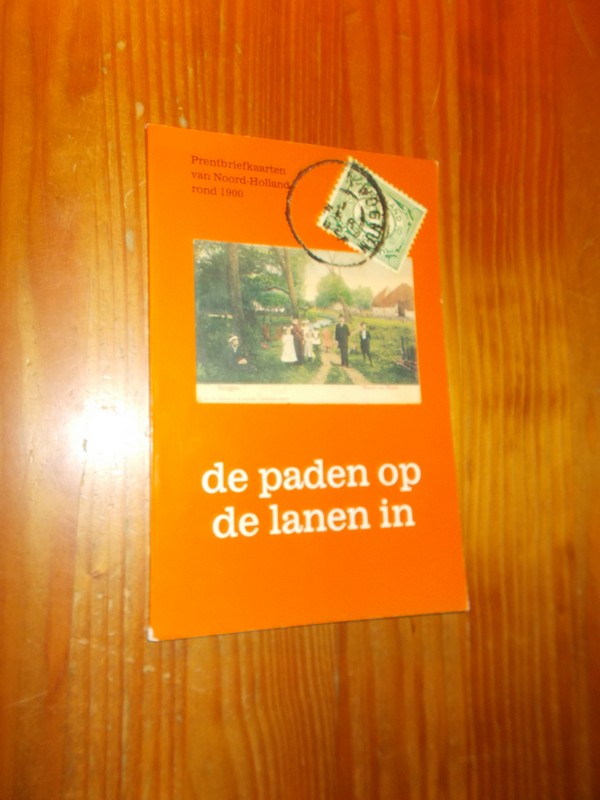 Prentbriefkaarten
van Noord-Holland
rond 1900
de paden op
de lanen in